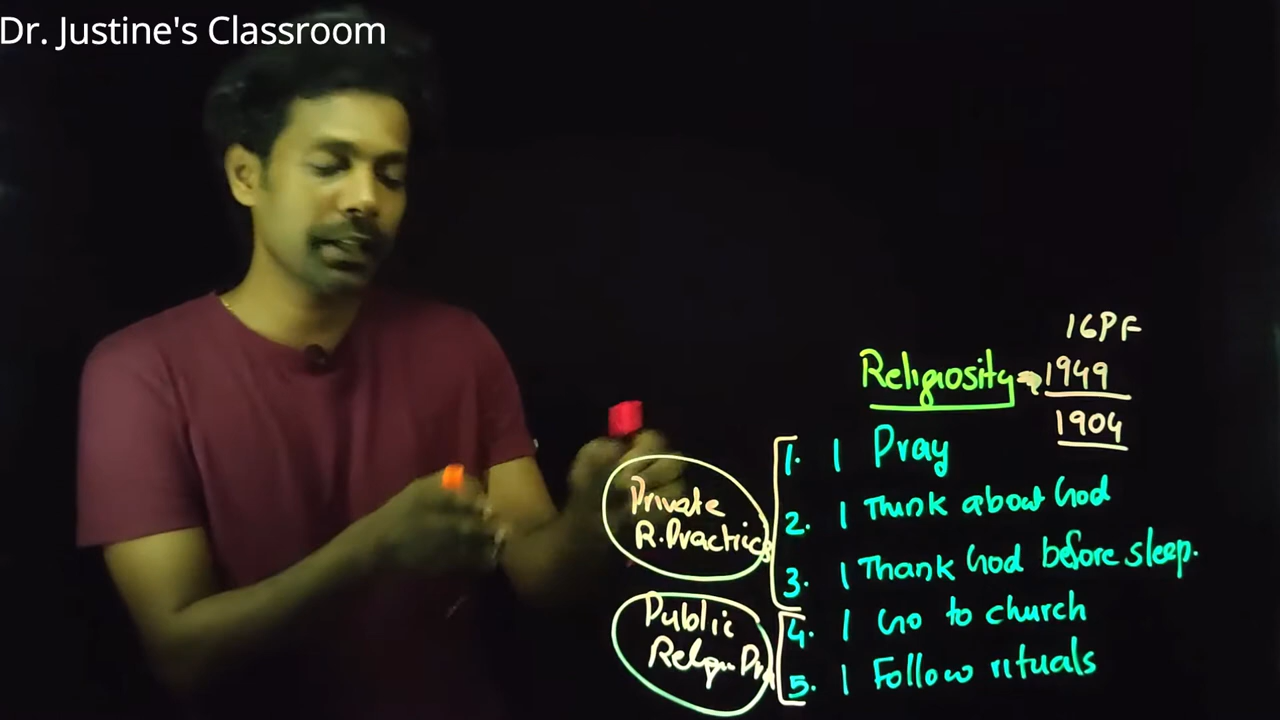 Dr. Justine's Classroom
16PF
Religiosity
1949
1904
Private
R.Practics
Public
1. I Pray
2. I Think about God
3. I Thank God before sleep.
4. I Go to church
5. I Follow rituals